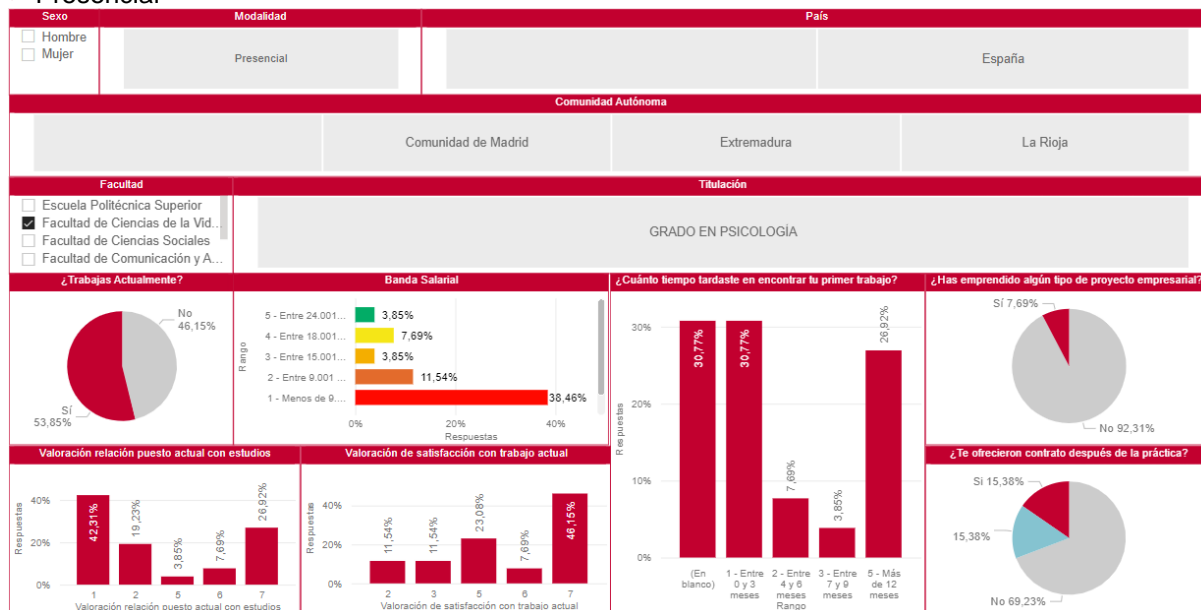 Presencial
Sexo
Hombre
Mujer
Modalidad
Presencial
País
España
Comunidad Autónoma
Comunidad de Madrid
Extremadura
La Rioja
Facultad
Escuela Politécnica Superior
Facultad de Ciencias de la Vid...
Facultad de Ciencias Sociales
Facultad de Comunicación y A...
Titulación
GRADO EN PSICOLOGÍA
¿Trabajas Actualmente?
No
46,15%
Sí
53,85%
Banda Salarial
Rango
5 - Entre 24.001...
3,85%
4 - Entre 18.001...
7,69%
3 - Entre 15.001...
3,85%
2 - Entre 9.001 ...
11,54%
1 - Menos de 9....
38,46%
0%
20%
40%
Respuestas
¿Cuánto tiempo tardaste en encontrar tu primer trabajo?
Respuestas
30%
20%
10%
0%
30,77%
30,77%
7,69%
3,85%
26,92%
(En
blanco)
1 - Entre
0 y 3
meses
2 - Entre
4 y 6
meses
3 - Entre
7 y 9
meses
5 - Más
de 12
meses
Rango
¿Has emprendido algún tipo de proyecto empresarial?
Sí 7,69%
No 92,31%
Valoración relación puesto actual con estudios
Respuestas
40%
20%
0%
42,31%
19,23%
3,85%
7,69%
26,92%
1
2
5
6
7
Valoración relación puesto actual con estudios
Valoración de satisfacción con trabajo actual
Respuestas
40%
20%
0%
11,54%
11,54%
23,08%
7,69%
46,15%
2
3
5
6
7
Valoración de satisfacción con trabajo actual
¿Te ofrecieron contrato después de la práctica?
Si 15,38%
15,38%
No 69,23%